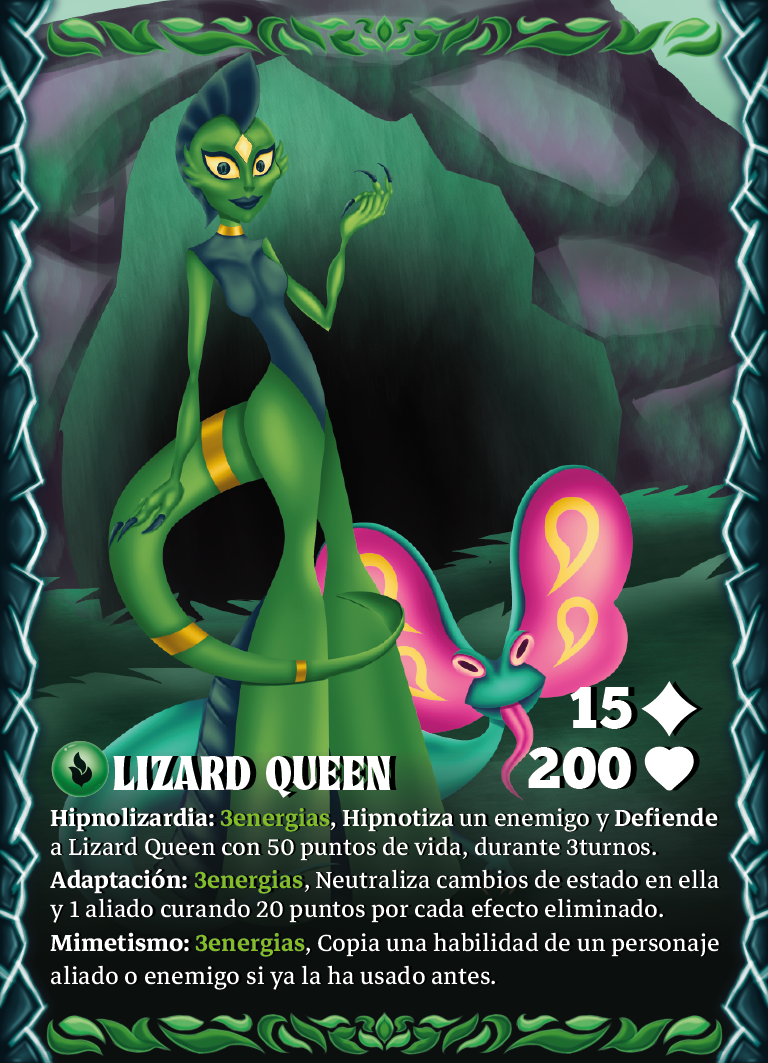 15
200
LIZARD QUEEN
Hipnolizardia: 3energias, Hipnotiza un enemigo y Defiende
a Lizard Queen con 50 puntos de vida, durante 3turnos.
Adaptación: 3energias, Neutraliza cambios de estado en ella
y 1 aliado curando 20 puntos por cada efecto eliminado.
Mimetismo: 3energias, Copia una habilidad de un personaje
aliado o enemigo si ya la ha usado antes.